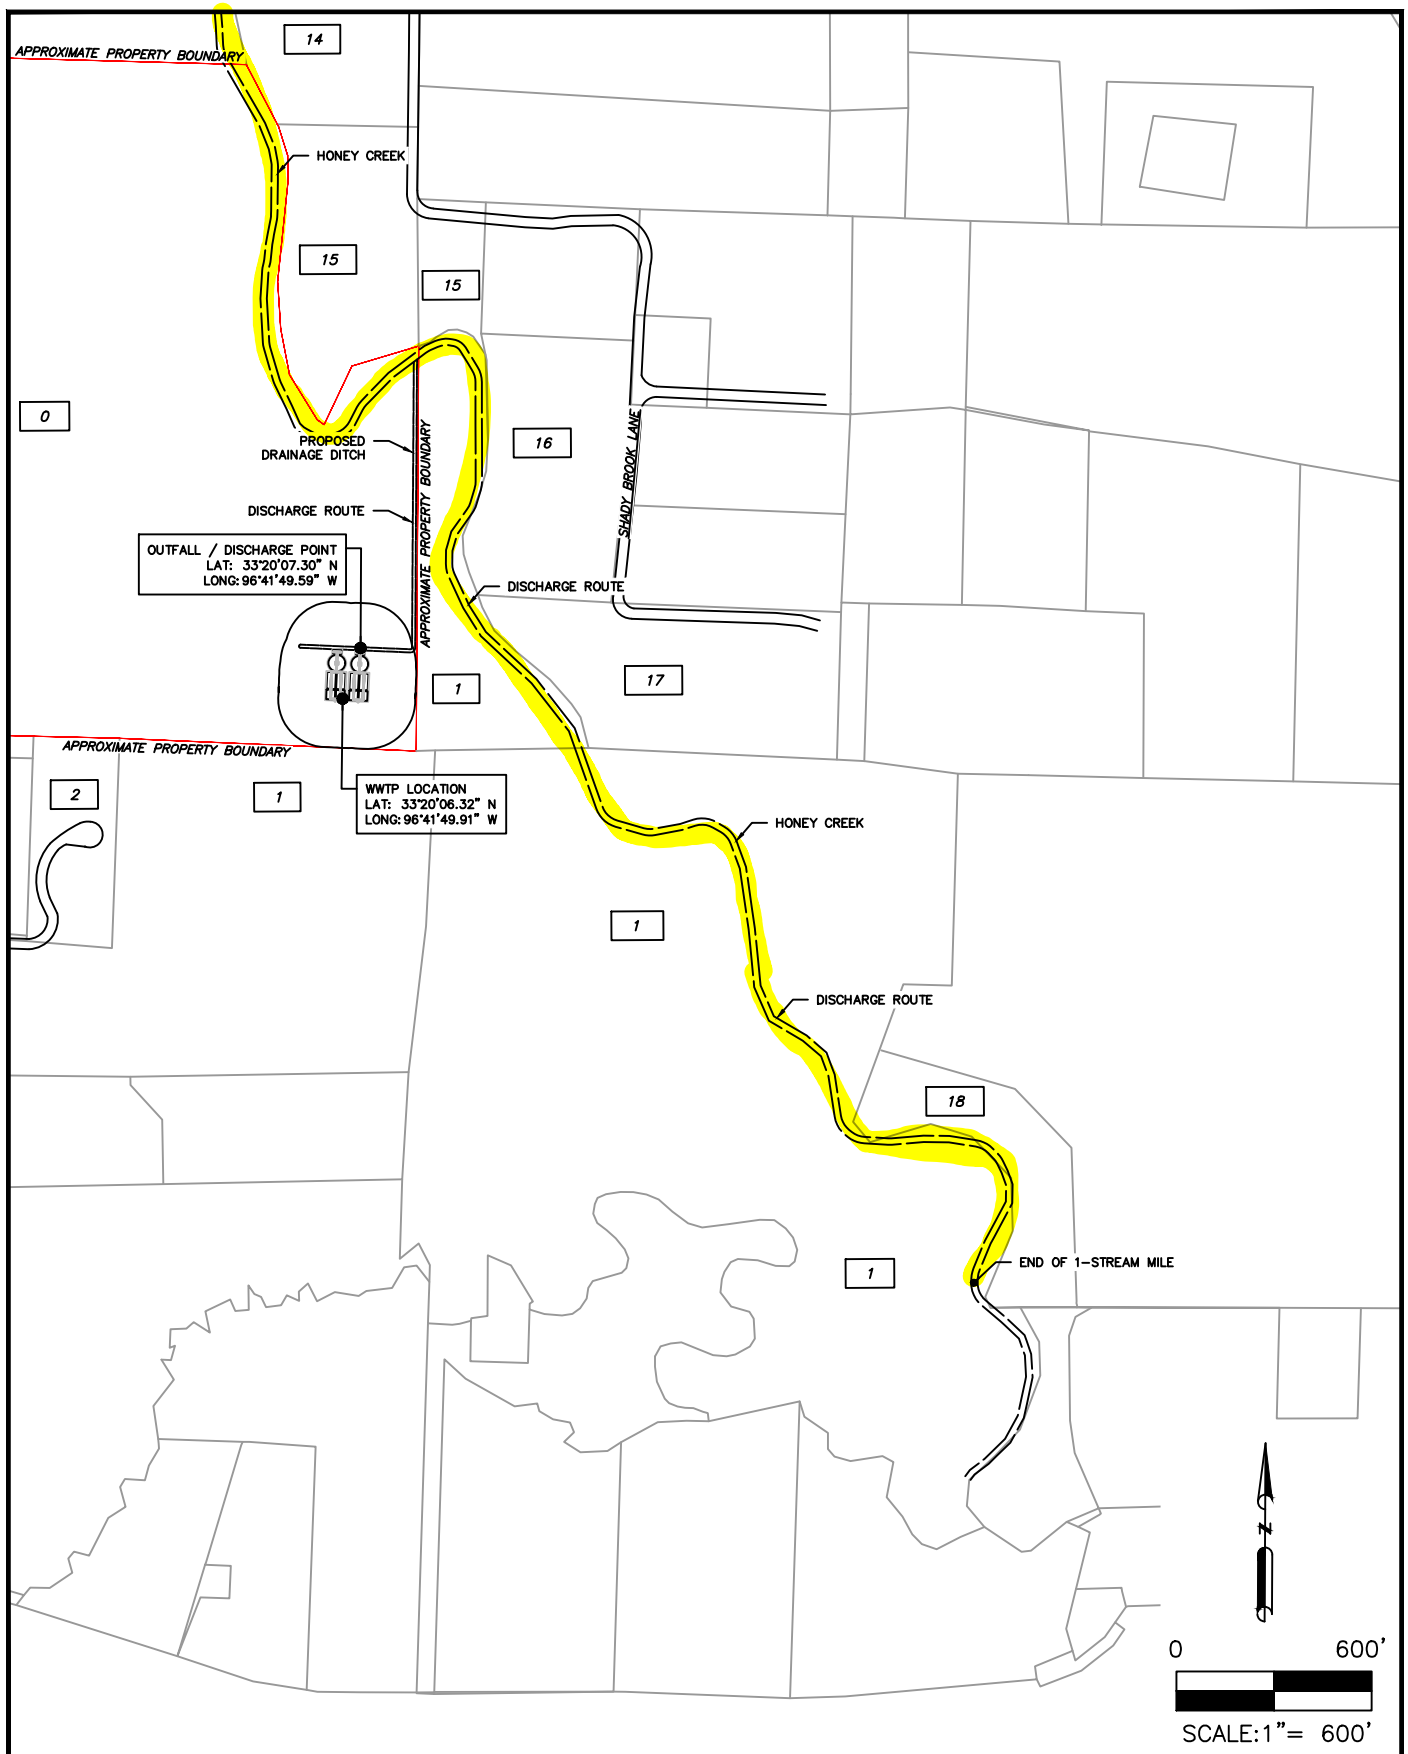 14
APPROXIMATE PROPERTY BOUNDARY
HONEY CREEK
15
15
0
16
PROPOSED
DRAINAGE DITCH
APPROXIMATE PROPERTY BOUNDARY
SHADY BROOK LANE
DISCHARGE ROUTE
OUTFALL / DISCHARGE POINT
LAT: 33°20'07.30" N
LONG: 96°41'49.59" W
DISCHARGE ROUTE
17
1
APPROXIMATE PROPERTY BOUNDARY
2
1
WWTP LOCATION
LAT: 33°20'06.32" N
LONG: 96°41'49.91" W
HONEY CREEK
1
DISCHARGE ROUTE
18
END OF 1-STREAM MILE
1
N
0 600'
SCALE:1"= 600'